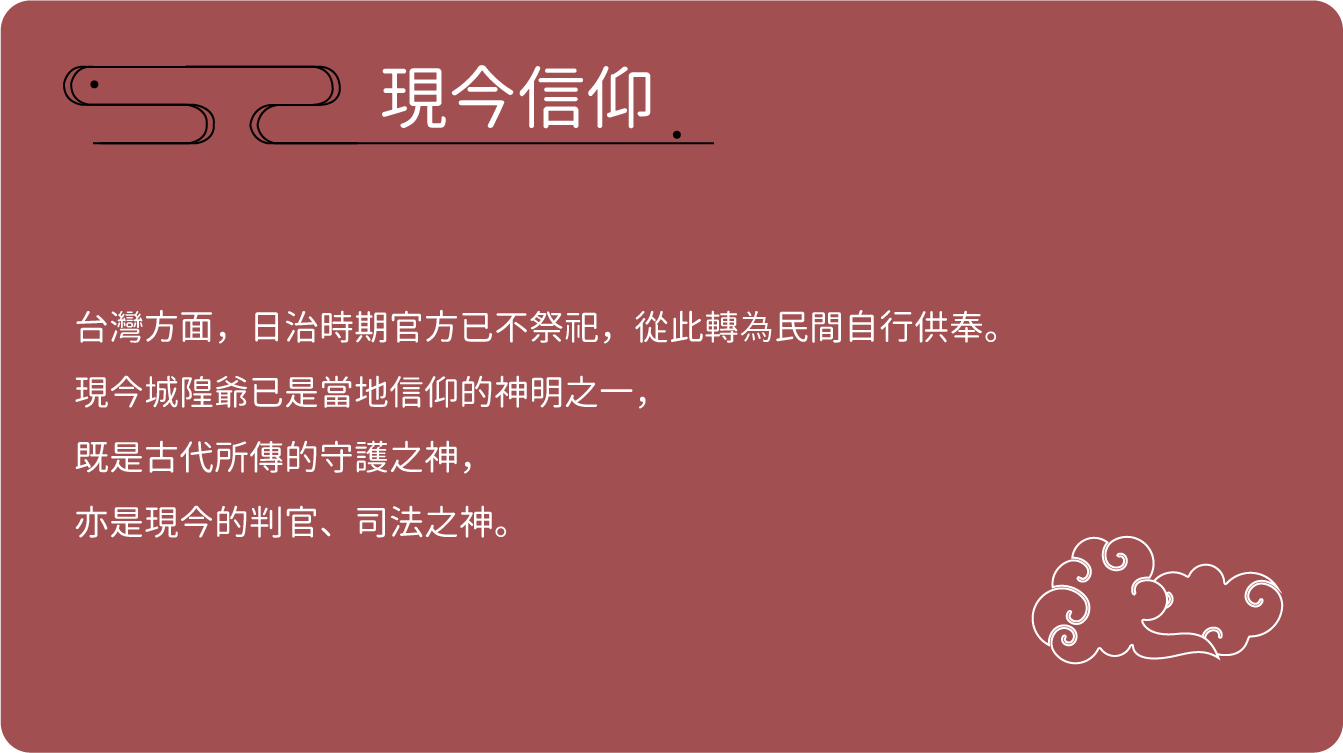 現今信仰
台灣方面，日治時期官方已不祭祀，從此轉為民間自行供奉。
現今城隍爺已是當地信仰的神明之一，
既是古代所傳的守護之神，
亦是現今的判官、司法之神。